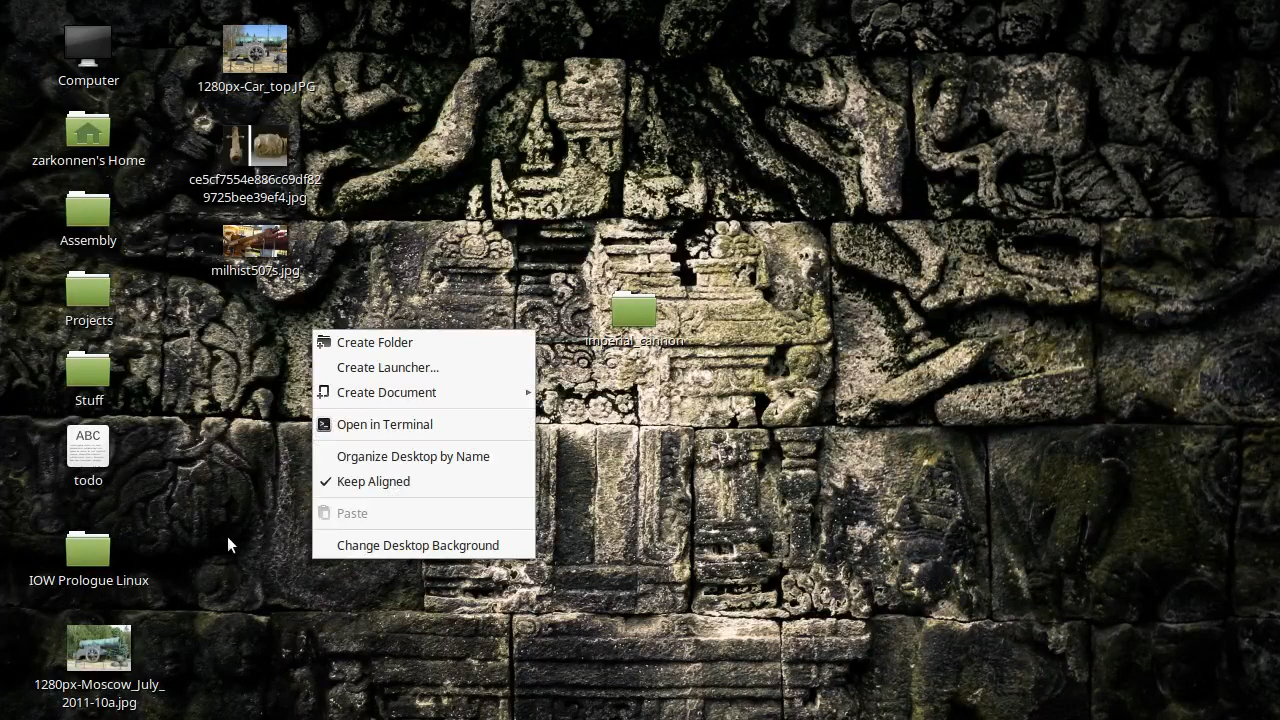 Computer
zarkonnen's Home
Assembly
Projects
Stuff
ABC
todo
IOW Prologue Linux
1280px-Moscow_July_
2011-10a.jpg
1280px-Car_top.JPG
ce5cf7554e886c69df82
9725bee39ef4.jpg
milhist507s.jpg
imperial_cannon
Create Folder
Create Launcher...
Create Document
Open in Terminal
Organize Desktop by Name
Keep Aligned
Paste
Change Desktop Background